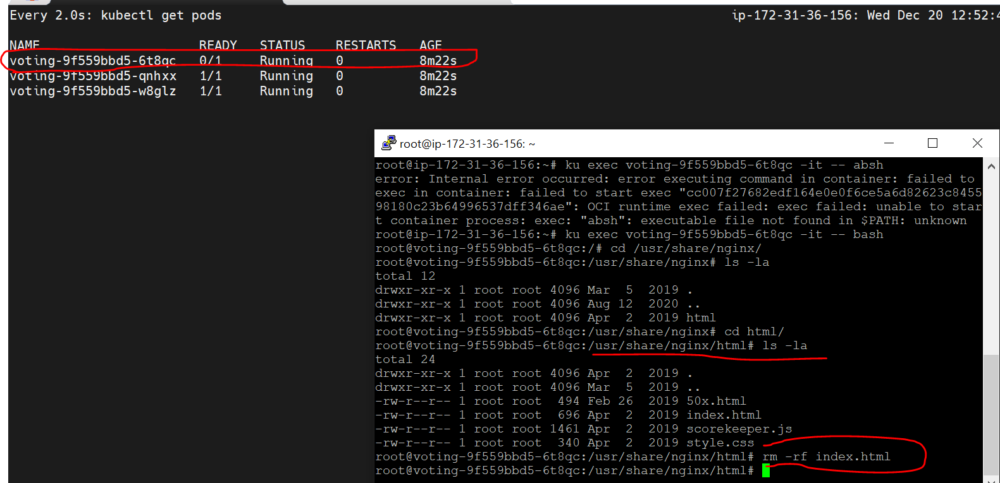 Every 2.0s: kubectl get pods ip-172-31-36-156: Wed Dec 20 12:52:4
NAME READY STATUS RESTARTS AGE
voting-9f559bbd5-6t8qc 0/1 Running 0 8m22s
voting-9f559bbd5-qnhxx 1/1 Running 0 8m22s
voting-9f559bbd5-w8glz 1/1 Running 0 8m22s
root@ip-172-31-36-156: ~
root@ip-172-31-36-156:~# ku exec voting-9f559bbd5-6t8qc -it -- absh
error: Internal error occurred: error executing command in container: failed to
exec in container: failed to start exec "cc007f27682edf164e0e0f6ce5a6d82623c8455
98180c23b64996537dff346ae": OCI runtime exec failed: exec failed: unable to star
t container process: exec: "absh": executable file not found in $PATH: unknown
root@ip-172-31-36-156:~# ku exec voting-9f559bbd5-6t8qc -it -- bash
root@voting-9f559bbd5-6t8qc:/# cd /usr/share/nginx/
root@voting-9f559bbd5-6t8qc:/usr/share/nginx# ls -la
total 12
drwxr-xr-x 1 root root 4096 Mar  5  2019 .
drwxr-xr-x 1 root root 4096 Aug 12  2020 ..
drwxr-xr-x 1 root root 4096 Apr  2  2019 html
root@voting-9f559bbd5-6t8qc:/usr/share/nginx# cd html/
root@voting-9f559bbd5-6t8qc:/usr/share/nginx/html# ls -la
total 24
drwxr-xr-x 1 root root 4096 Apr  2  2019 .
drwxr-xr-x 1 root root 4096 Mar  5  2019 ..
-rw-r--r-- 1 root root  494 Feb 26  2019 50x.html
-rw-r--r-- 1 root root  696 Apr  2  2019 index.html
-rw-r--r-- 1 root root 1461 Apr  2  2019 scorekeeper.js
-rw-r--r-- 1 root root  340 Apr  2  2019 style.css
root@voting-9f559bbd5-6t8qc:/usr/share/nginx/html# rm -rf index.html
root@voting-9f559bbd5-6t8qc:/usr/share/nginx/html#